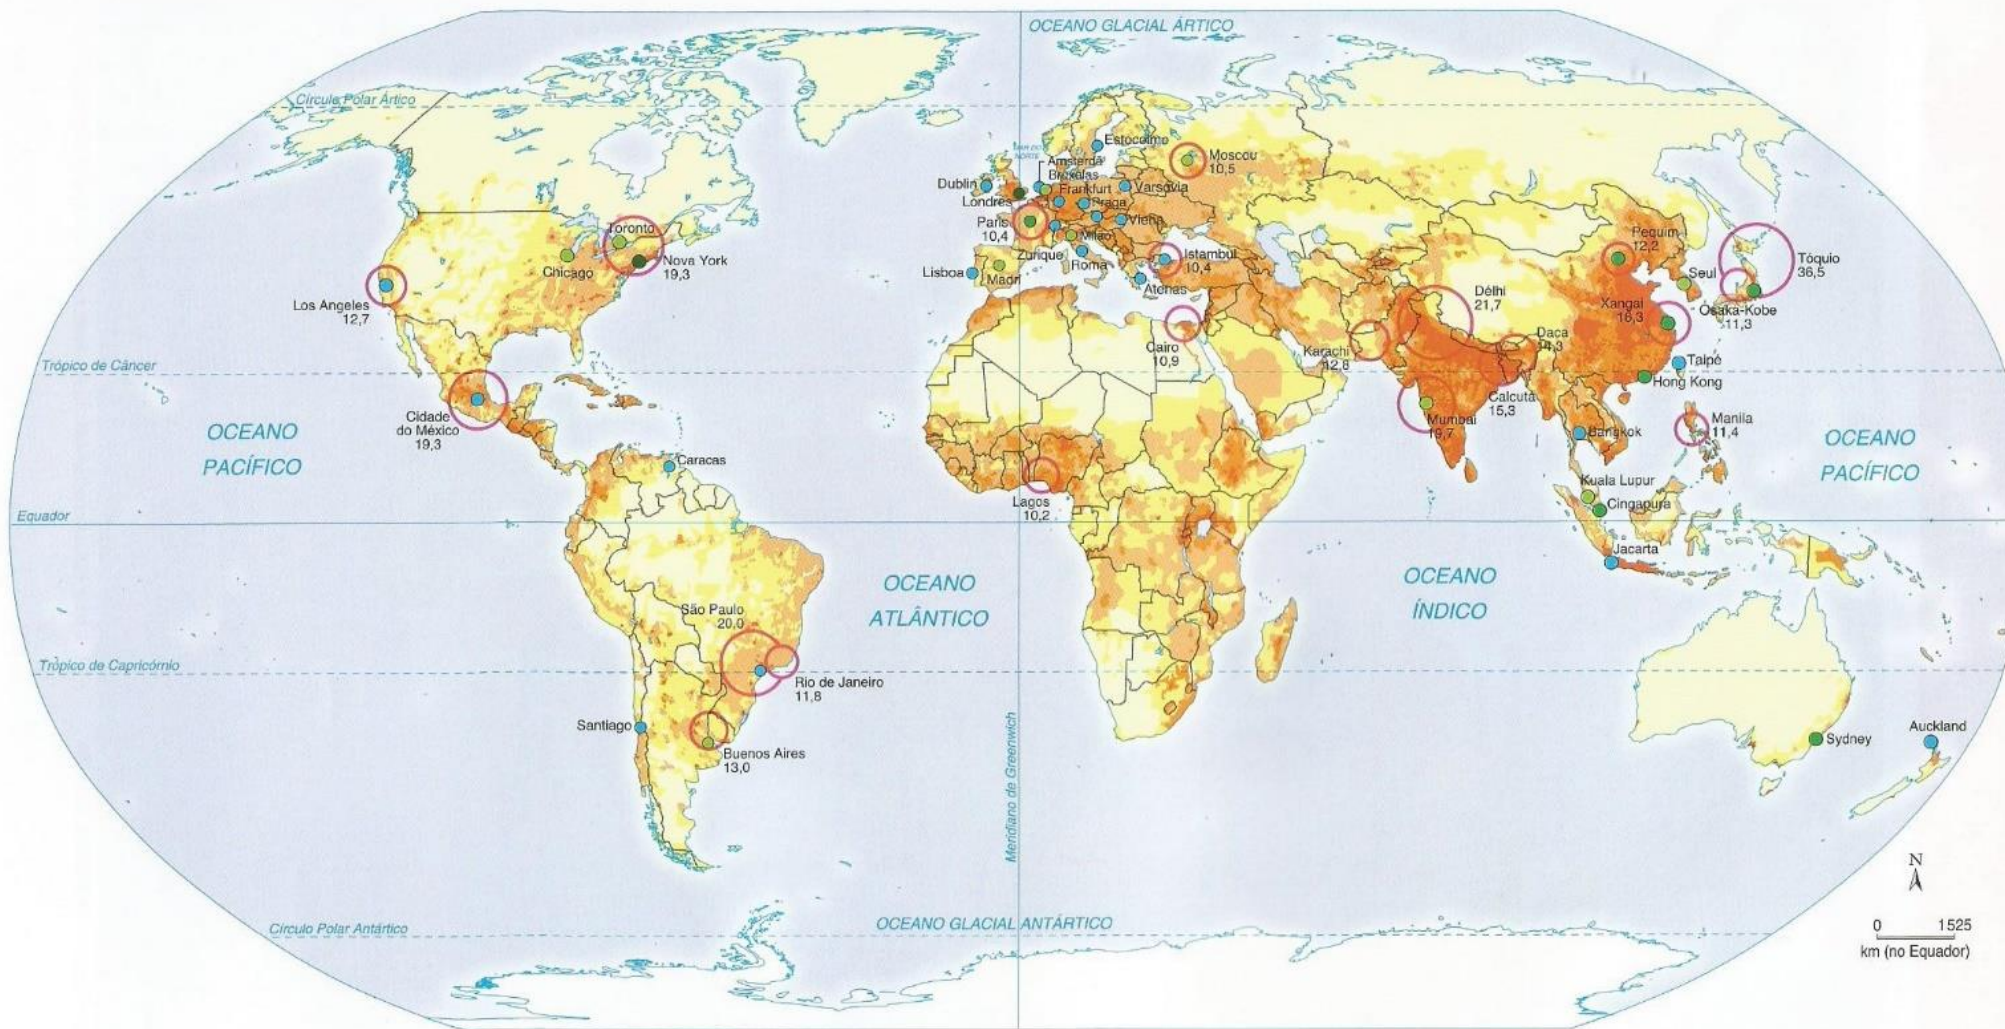 OCEANO GLACIAL ÁRTICO
Círculo Polar Ártico
Estocolmo
Moscou
10,5
Amsterdã
Bruxelas
Dublin
Frankfurt
Varsóvia
Londres
Praga
Paris
10,4
Viena
Milão
Zurique
Roma
Istambul
10,4
Lisboa
Madri
Atenas
Toronto
Chicago
Nova York
19,3
Los Angeles
12,7
Pequim
12,2
Tóquio
36,5
Seul
Délhi
21,7
Xangai
16,3
Osaka-Kobe
11,3
Cairo
10,9
Karachi
12,8
Daca
14,3
Taipé
Hong Kong
Trópico de Câncer
Cidade
do México
19,3
Mumbai
19,7
Calcutá
15,3
Bangkok
Manila
11,4
OCEANO
PACÍFICO
OCEANO
PACÍFICO
Caracas
Lagos
10,2
Kuala Lupur
Cingapura
Equador
Jacarta
OCEANO
ATLÂNTICO
OCEANO
ÍNDICO
São Paulo
20,0
Trópico de Capricórnio
Rio de Janeiro
11,8
Santiago
Buenos Aires
13,0
Meridiano de Greenwich
Sydney
Auckland
N
0 1525
km (no Equador)
OCEANO GLACIAL ANTÁRTICO
Círculo Polar Antártico